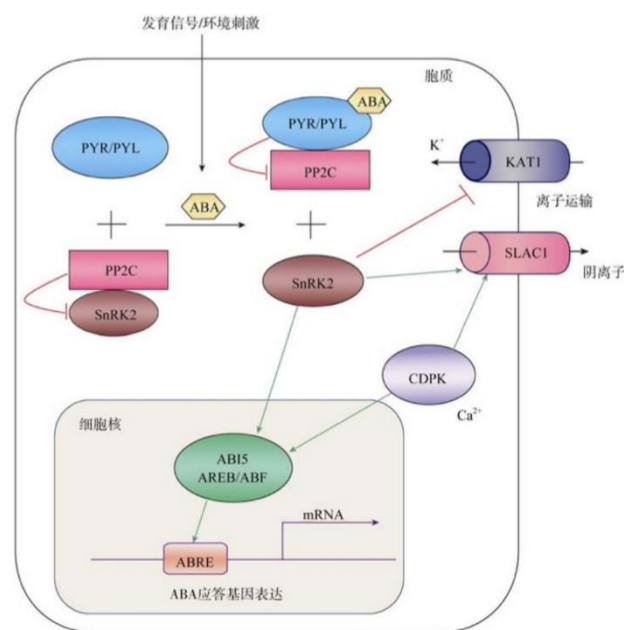 发育信号/环境刺激
胞质
ABA
PYR/PYL
PYR/PYL
PP2C
K⁺
KAT1
离子运输
ABA
PP2C
SnRK2
SnRK2
SLAC1
阴离子
CDPK
Ca²⁺
细胞核
ABI5
AREB/ABF
mRNA
ABRE
ABA应答基因表达